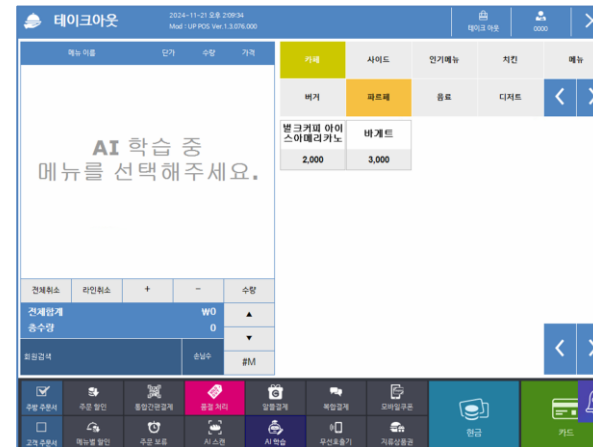 테이크아웃
2024-11-21 오후 2:09:34
Mod : UP POS Ver.1.3.076.000
테이크 아웃
0000
메뉴 이름 단가 수량 가격
카페 사이드 인기메뉴 치킨 메뉴
버거 파르페 음료 디저트
벌크커피 아이스아메리카노
바게트
2,000 3,000
AI 학습 중
메뉴를 선택해주세요.
전체취소 라인취소 + - 수량
전체합계 ₩0 ▲
총수량 0
▼
회원검색 손님수 #M
주방 주문서 주문 할인 통합간편결제 품절 처리 알뜰결제 복합결제 모바일쿠폰
고객 주문서 메뉴별 할인 주문 보류 AI 스캔 AI 학습 무선호출기 지류상품권
현금 카드